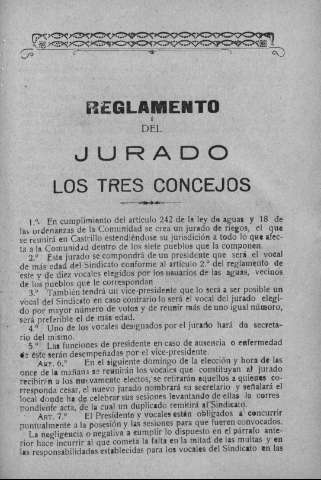 REGLAMENTO
DEL
JURADO
LOS TRES CONCEJOS
1.º En cumplimiento del artículo 242 de la ley de aguas y 18 de
las ordenanzas de la Comunidad se crea un jurado de riegos, el que
se reunirá en Castrillo estendiéndose su jurisdicción a todo lo que afec-
ta a la Comunidad dentro de los siete pueblos que la componen.
2.º Este jurado se compondrá de un presidente que será el vocal
de más edad del Sindicato conforme al artículo 2.º del reglamento de
este y de diez vocales elegidos por los usuarios de las aguas, vecinos
de los pueblos que le correspondan
3.º También tendrá un vice-presidente que lo será a ser posible un
vocal del Sindicato en caso contrario lo será el vocal del jurado elegi-
do por mayor número de votos y de reunir más de uno igual número,
será preferible el de más edad.
4.º Uno de los vocales designados por el jurado hará de secreta-
rio del mismo.
5.º Las funciones de presidente en caso de ausencia o enfermedad
de éste serán desempeñadas por el vice-presidente.
ART. 6.º En el siguiente domingo de la elección y hora de las
once de la mañana se reunirán los vocales que constituyan al jurado
recibirán a los nuevamente electos, se retirarán aquellos a quienes co-
rresponda cesar, el nuevo jurado nombrará su secretario y señalará el
local donde ha de celebrar sus sesiones levantando de ellas la corres-
pondiente acta, de la cual un duplicado remitirá al Sindicato.
ART. 7.º El Presidente y vocales están obligados a concurrir
puntualmente a la posesión y las sesiones para que fueren convocados.
La negligencia o negativa a cumplir lo dispuesto en el párrafo ante-
rior hace incurrir al que cometa la falta en la mitad de las multas y en
las responsabilidades establecidas para los vocales del Sindicato en las